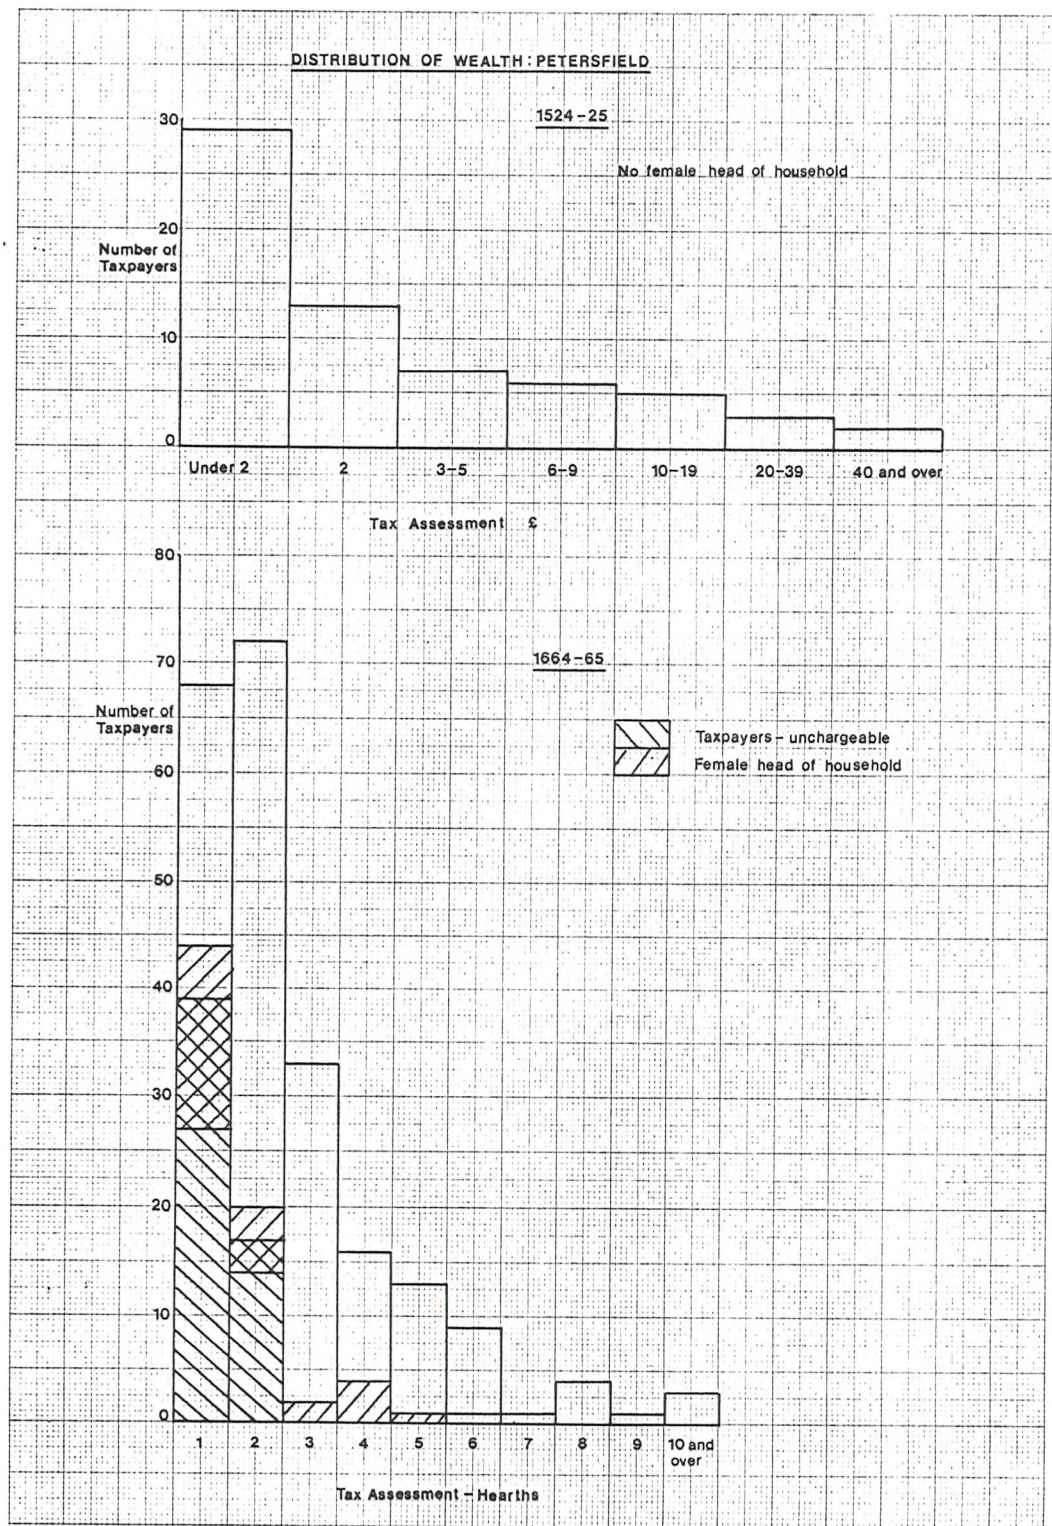 DISTRIBUTION OF WEALTH : PETERSFIELD
1524-25
No female head of household
30
20
Number of
Taxpayers
10
0
Under 2 2 3-5 6-9 10-19 20-39 40 and over
Tax Assessment £
80
1664-65
70
Number of
Taxpayers
Taxpayers - unchargeable
Female head of household
60
50
40
30
20
10
0
1 2 3 4 5 6 7 8 9 10 and
over
Tax Assessment - Hearths